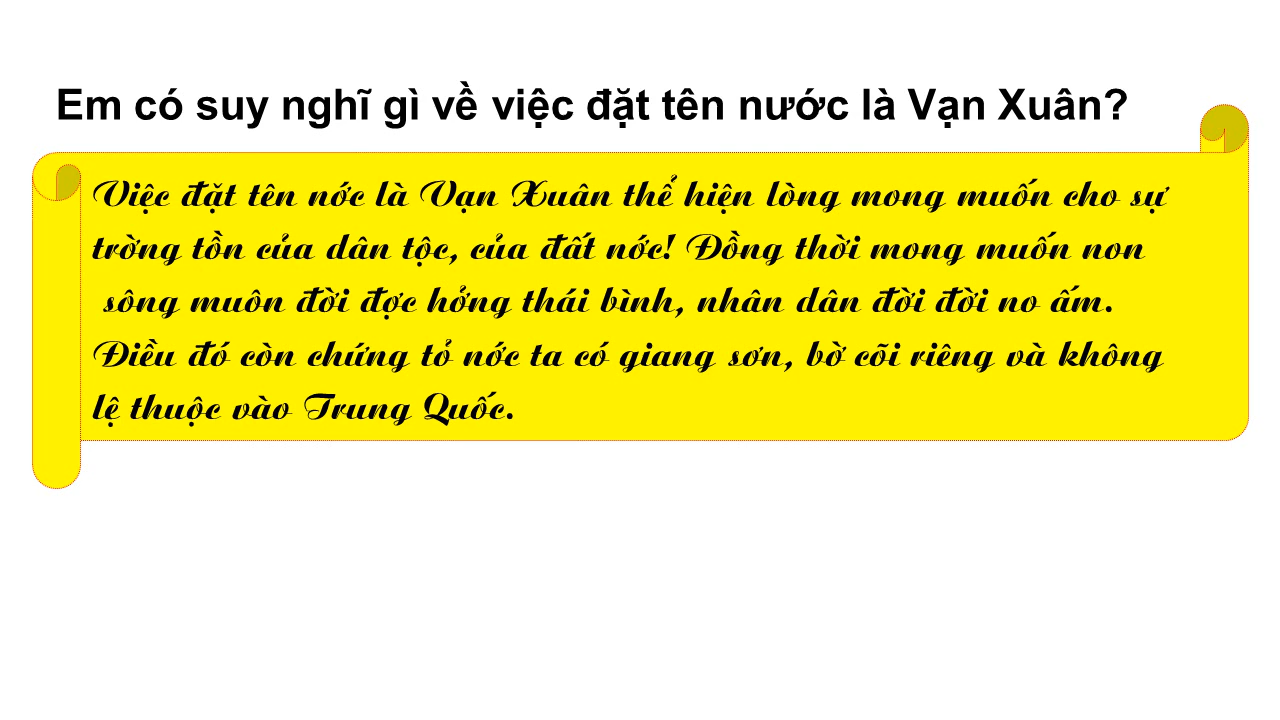 Em có suy nghĩ gì về việc đặt tên nước là Vạn Xuân?
Việc đặt tên nớc là Vạn Xuân thể hiện lòng mong muốn cho sự
trờng tồn của dân tộc, của đất nớc! Đồng thời mong muốn non
sông muôn đời đợc hởng thái bình, nhân dân đời đời no ấm.
Điều đó còn chứng tỏ nớc ta có giang sơn, bờ cõi riêng và không
lệ thuộc vào Trung Quốc.